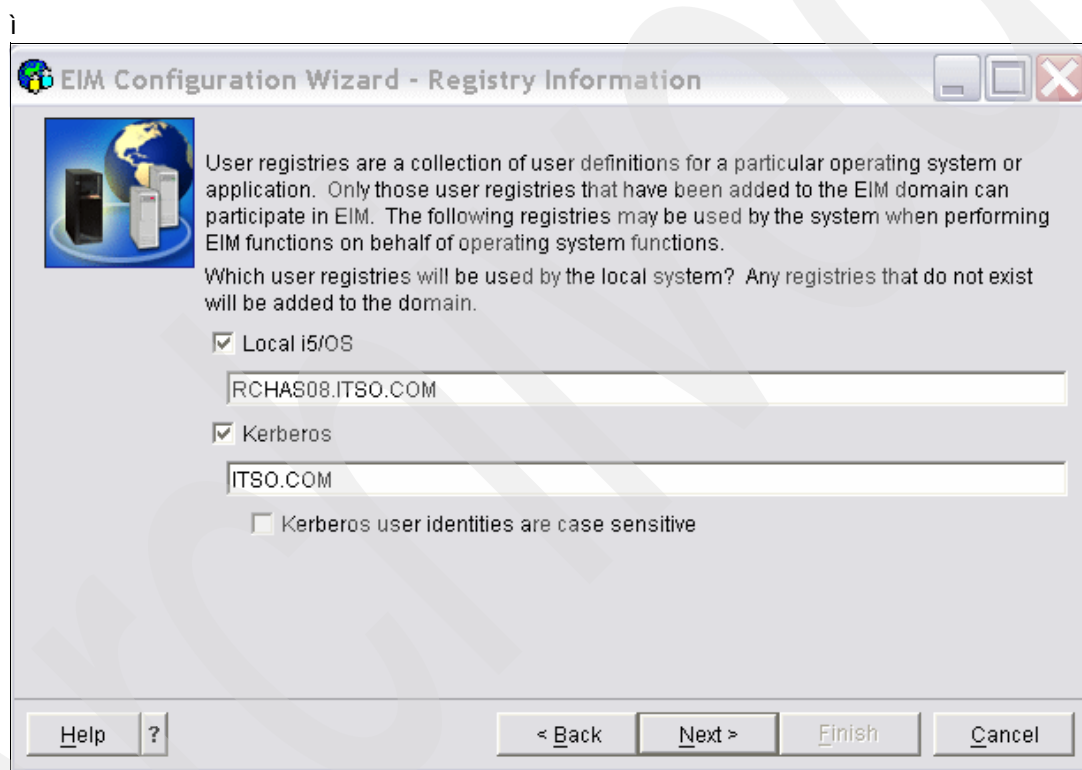 ì
EIM Configuration Wizard - Registry Information
User registries are a collection of user definitions for a particular operating system or
application. Only those user registries that have been added to the EIM domain can
participate in EIM. The following registries may be used by the system when performing
EIM functions on behalf of operating system functions.
Which user registries will be used by the local system? Any registries that do not exist
will be added to the domain.
Local i5/OS
RCHAS08.ITSO.COM
Kerberos
ITSO.COM
Kerberos user identities are case sensitive
Help ? < Back Next > Finish Cancel